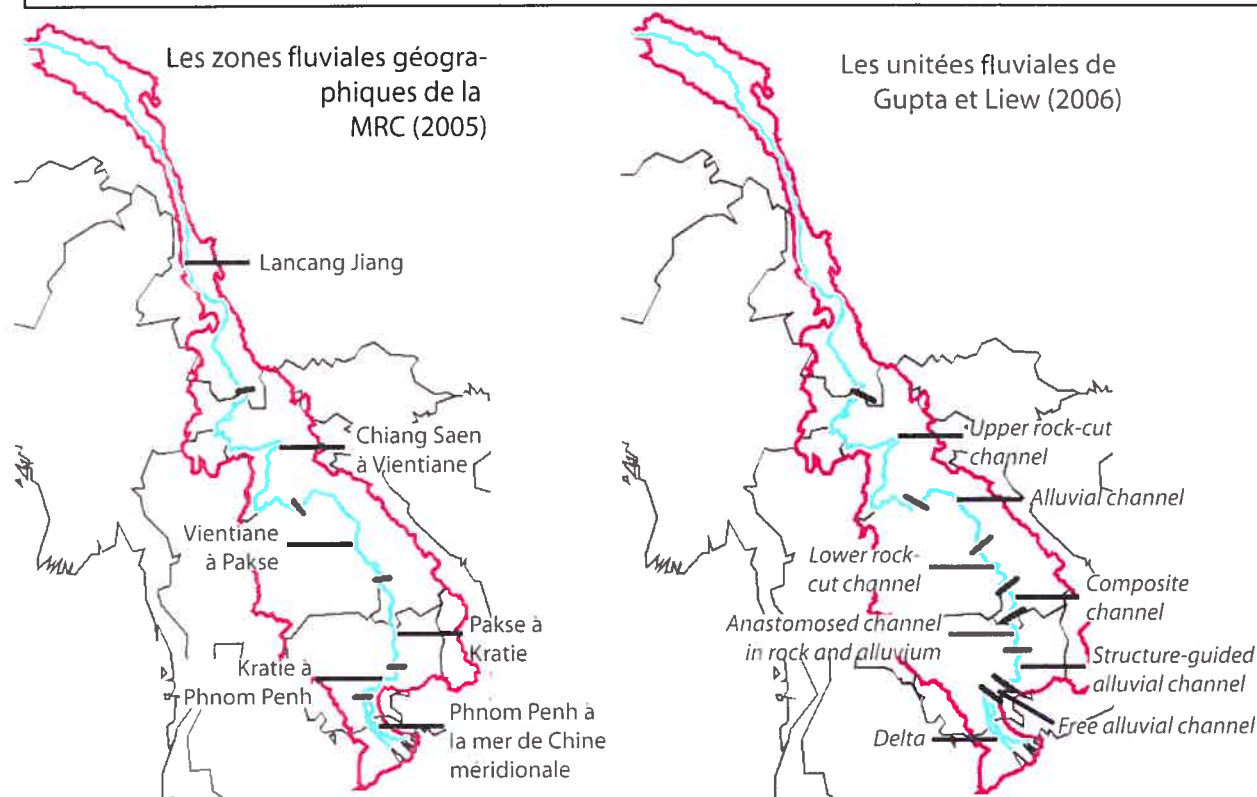 Les zones fluviales géogra-
phiques de la
MRC (2005)
Lancang Jiang
Chiang Saen
à Vientiane
Vientiane
à Pakse
Pakse à
Kratie
Kratie à
Phnom Penh
Phnom Penh à
la mer de Chine
méridionale
Les unitées fluviales de
Gupta et Liew (2006)
Upper rock-cut
channel
Alluvial channel
Lower rock-
cut channel
Composite
channel
Anastomosed channel
in rock and alluvium
Structure-guided
alluvial channel
Free alluvial channel
Delta